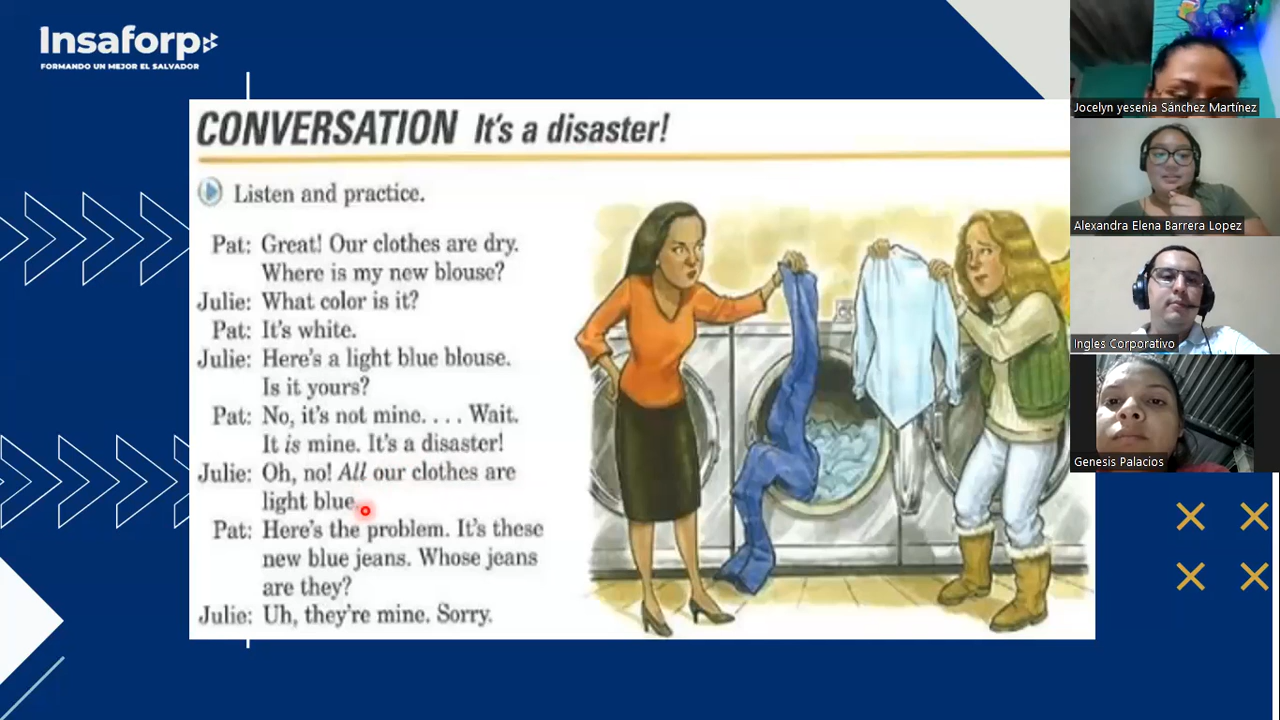 Insaforp
FORMANDO UN MEJOR EL SALVADOR
CONVERSATION It's a disaster!
Listen and practice.
Pat: Great! Our clothes are dry.
Where is my new blouse?
Julie: What color is it?
Pat: It's white.
Julie: Here's a light blue blouse.
Is it yours?
Pat: No, it's not mine. . . . Wait.
It is mine. It's a disaster!
Julie: Oh, no! All our clothes are
light blue.
Pat: Here's the problem. It's these
new blue jeans. Whose jeans
are they?
Julie: Uh, they're mine. Sorry.
Jocelyn yesenia Sánchez Martínez
Alexandra Elena Barrera Lopez
Ingles Corporativo
Genesis Palacios